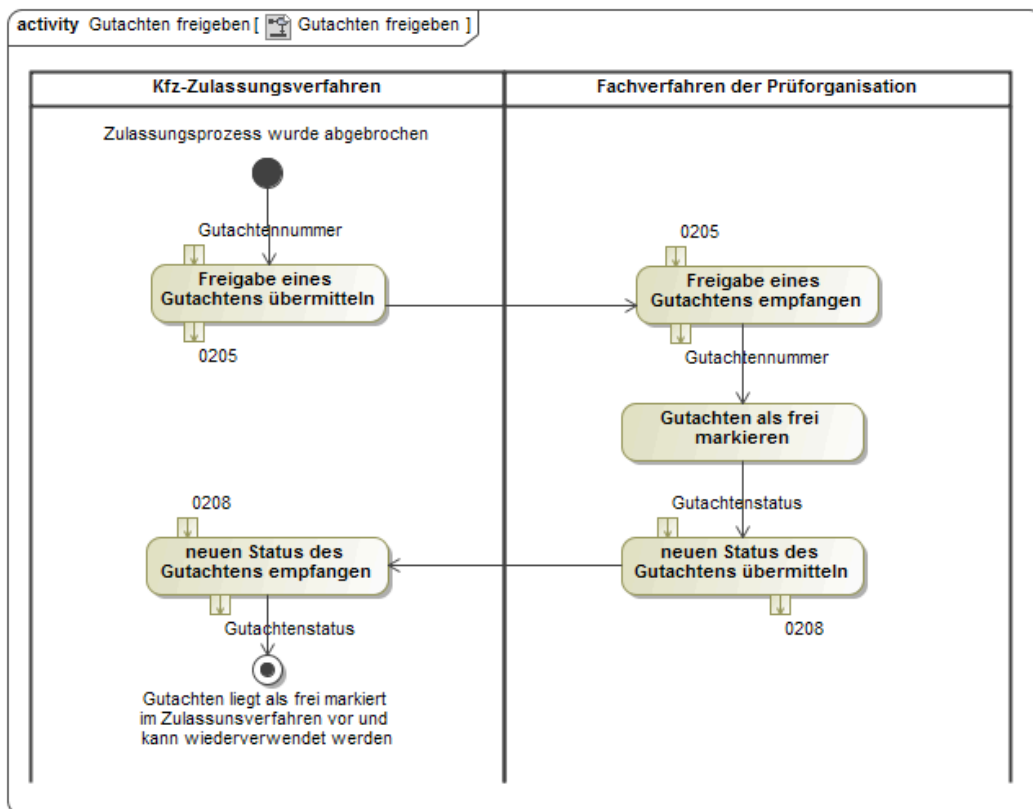 activity Gutachten freigeben [ Gutachten freigeben ]
Kfz-Zulassungsverfahren
Fachverfahren der Prüforganisation
Zulassungsprozess wurde abgebrochen
Gutachtennummer
Freigabe eines
Gutachtens übermitteln
0205
0205
Freigabe eines
Gutachtens empfangen
Gutachtennummer
Gutachten als frei
markieren
Gutachtenstatus
neuen Status des
Gutachtens übermitteln
0208
0208
neuen Status des
Gutachtens empfangen
Gutachtenstatus
Gutachten liegt als frei markiert
im Zulassunsverfahren vor und
kann wiederverwendet werden